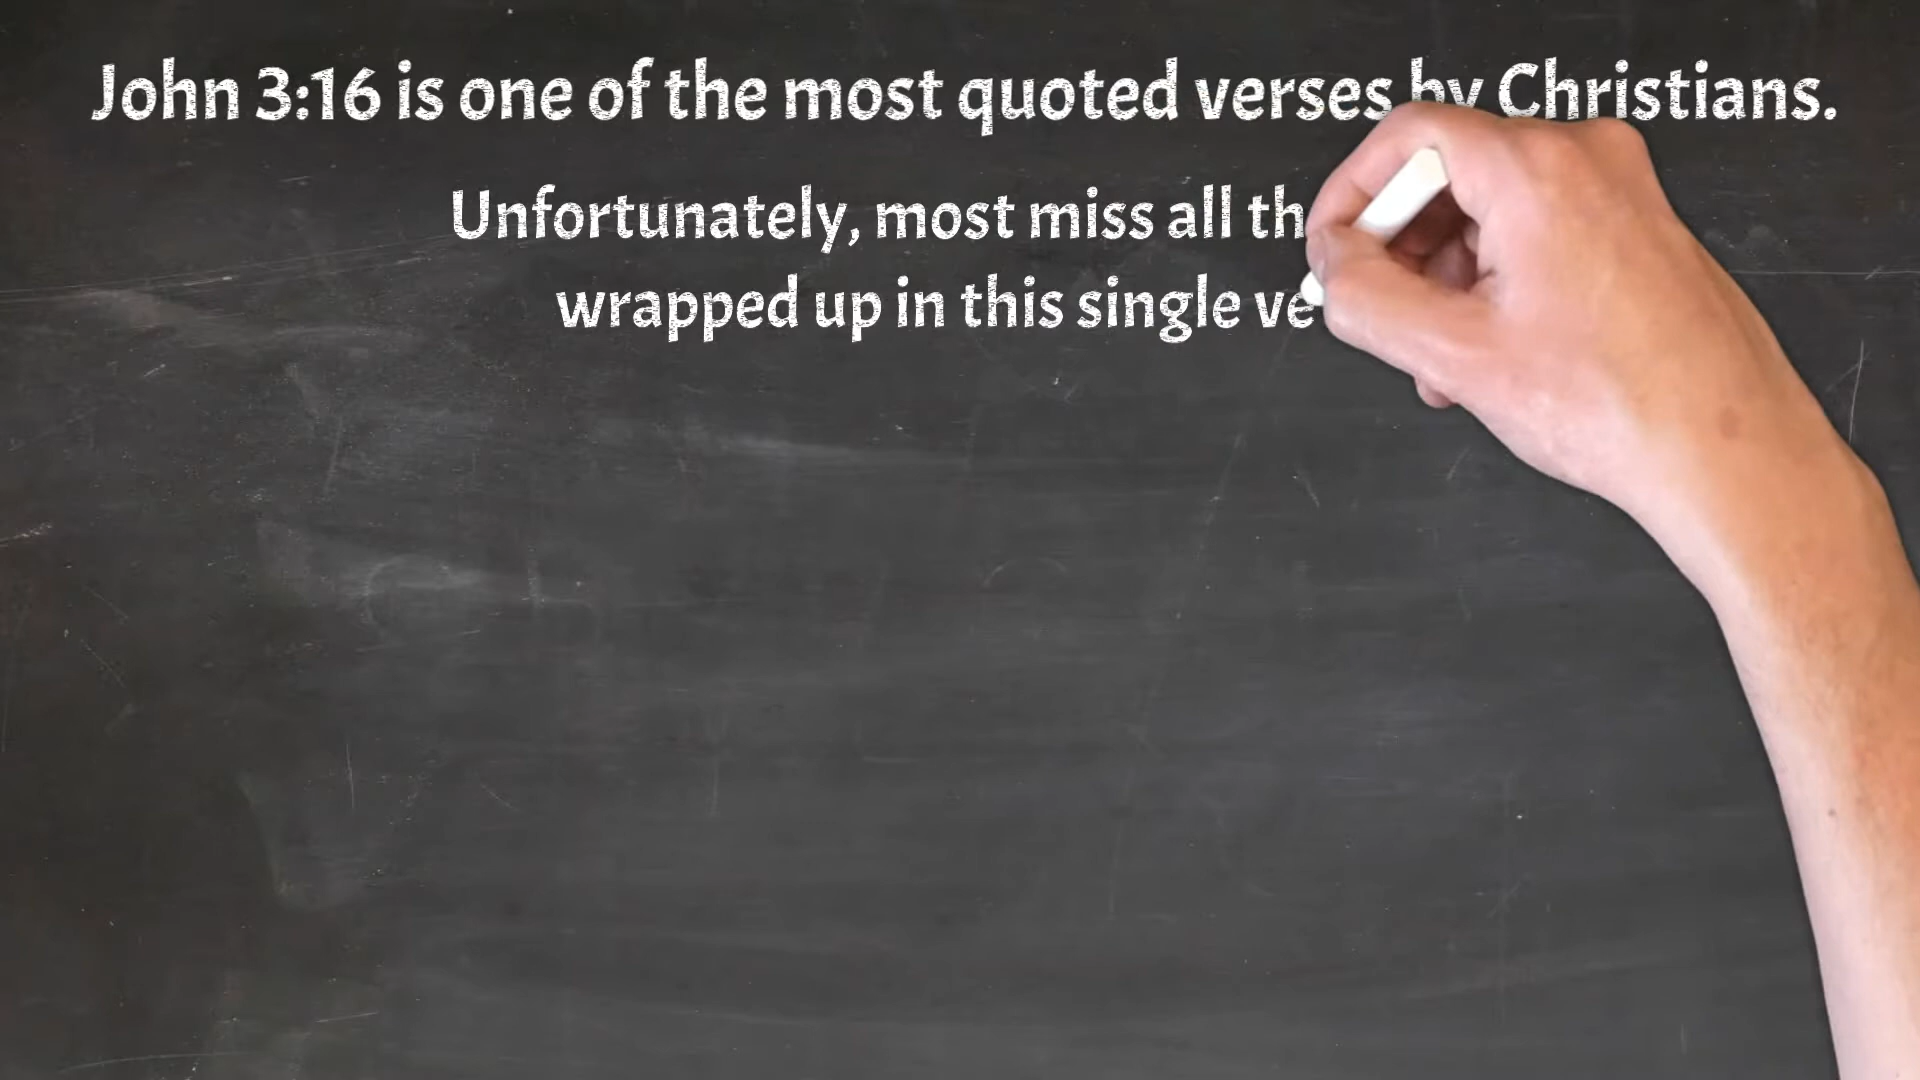 John 3:16 is one of the most quoted verses by Christians.
Unfortunately, most miss all th
wrapped up in this single ve